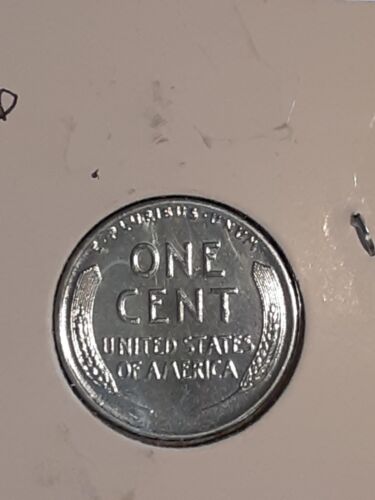 E·PLURIBUS·UNUM
ONE
CENT
UNITED STATES
OF AMERICA